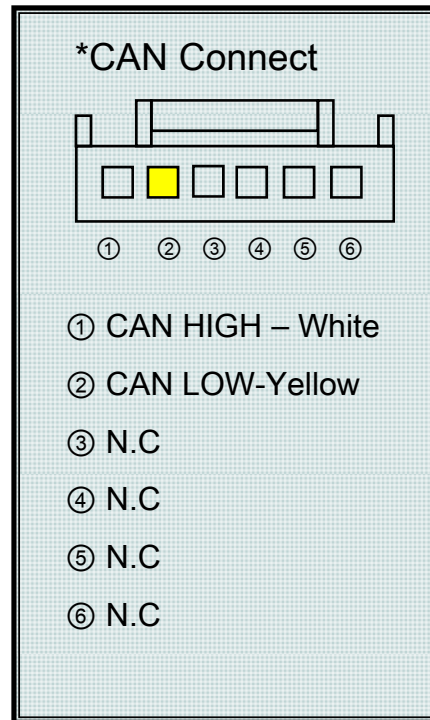 *CAN Connect
① ② ③ ④ ⑤ ⑥
① CAN HIGH – White
② CAN LOW-Yellow
③ N.C
④ N.C
⑤ N.C
⑥ N.C